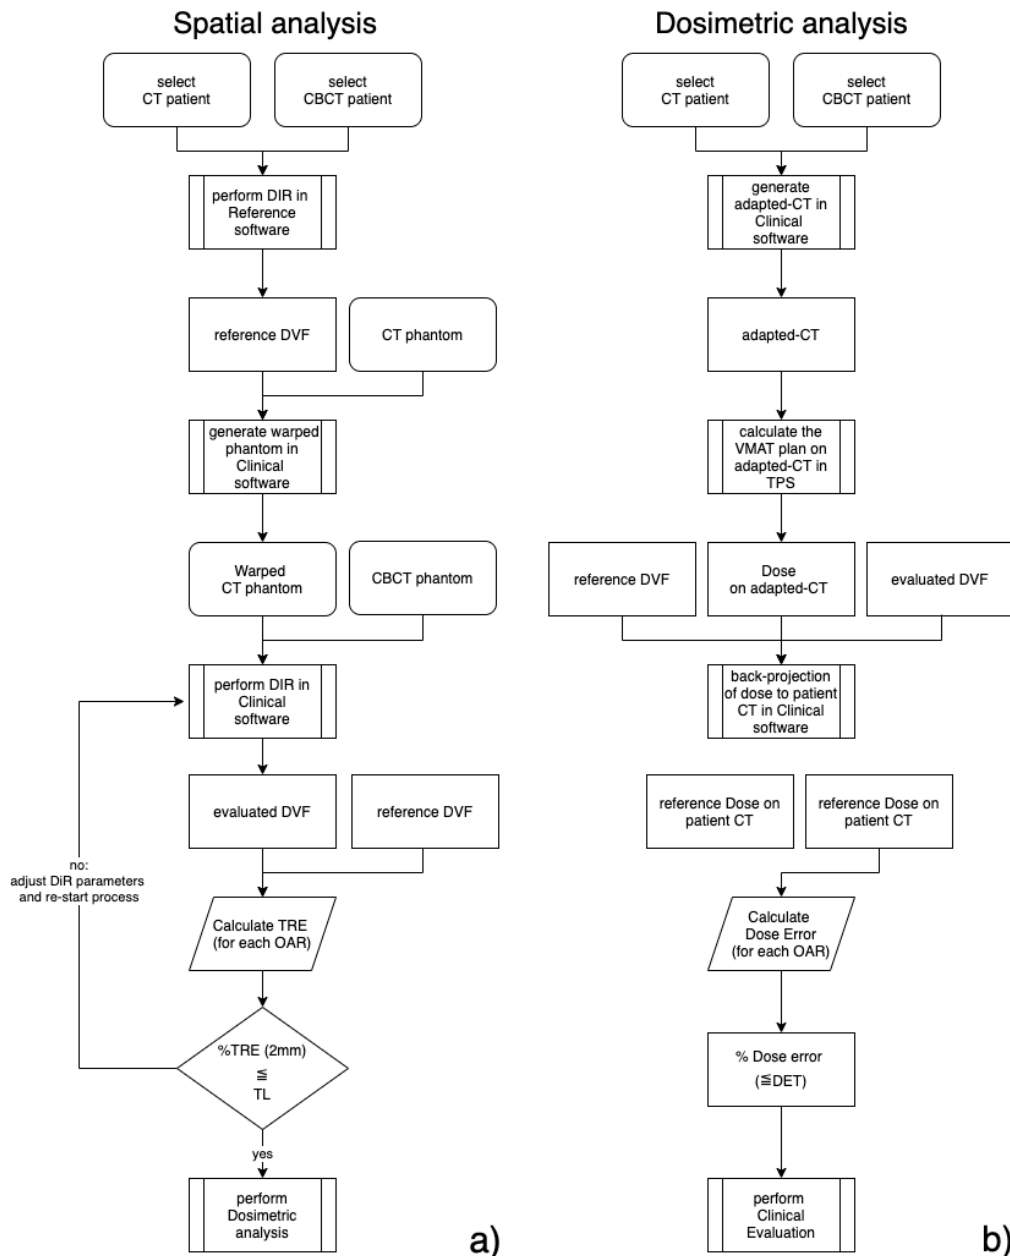 Spatial analysis
select
CT patient
select
CBCT patient
perform DIR in
Reference
software
reference DVF
CT phantom
generate warped
phantom in
Clinical
software
Warped
CT phantom
CBCT phantom
perform DIR in
Clinical
software
evaluated DVF
reference DVF
no:
adjust DiR parameters
and re-start process
Calculate TRE
(for each OAR)
%TRE (2mm)
≦
TL
yes
perform
Dosimetric
analysis
a)
Dosimetric analysis
select
CT patient
select
CBCT patient
generate
adapted-CT in
Clinical
software
adapted-CT
calculate the
VMAT plan on
adapted-CT in
TPS
reference DVF
Dose
on adapted-CT
evaluated DVF
back-projection
of dose to patient
CT in Clinical
software
reference Dose on
patient CT
reference Dose on
patient CT
Calculate
Dose Error
(for each OAR)
% Dose error
(≦DET)
perform
Clinical
Evaluation
b)